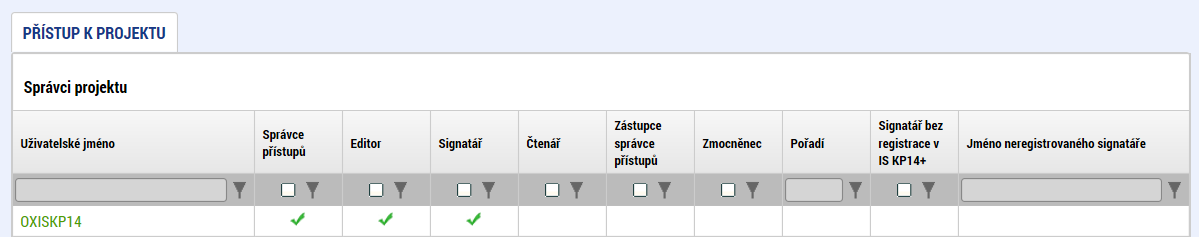 PŘÍSTUP K PROJEKTU
Správci projektu
Uživatelské jméno
Správce
přístupů
Editor
Signatář
Čtenář
Zástupce
správce
přístupů
Zmocněnec
Pořadí
Signatář bez
registrace v
IS KP14+
Jméno neregistrovaného signatáře
OXISKP14